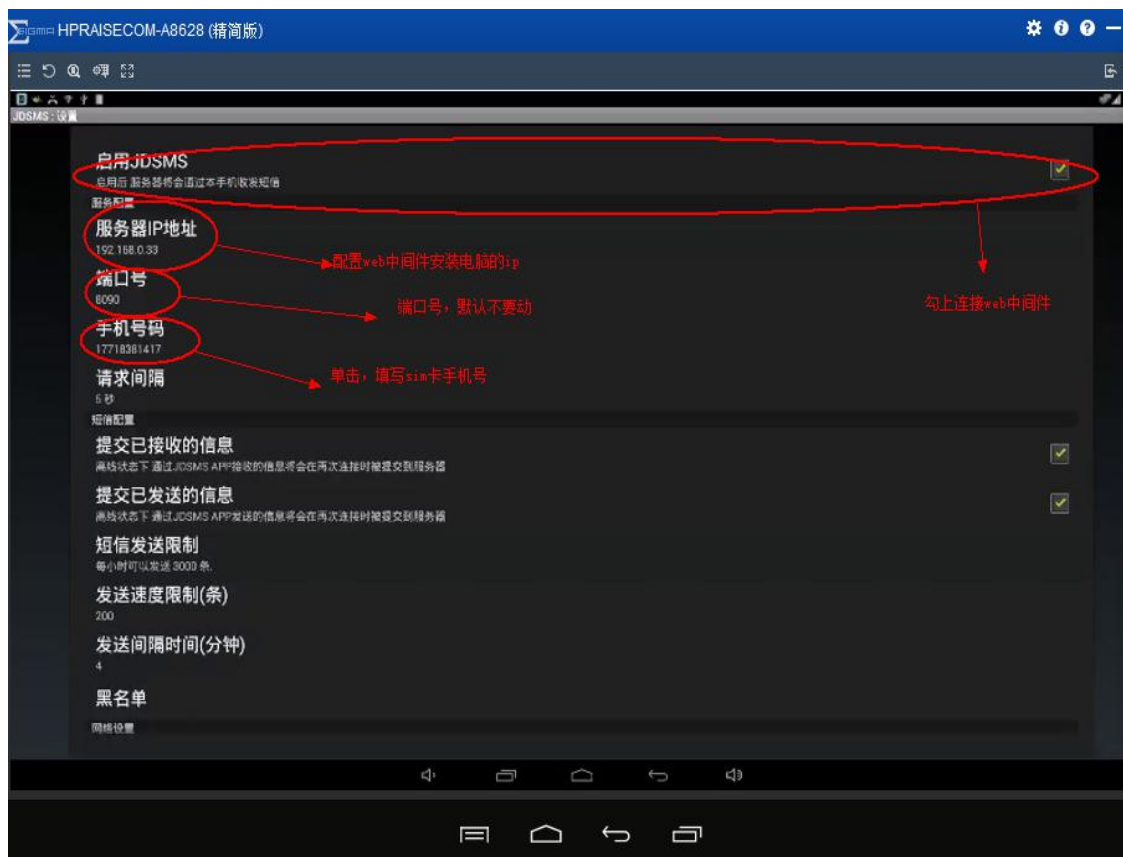 SIGMA HPRAISECOM-A8628 (精简版)
JDSMS : 设置
启用JDSMS
启用后 服务器将会通过本手机收发短信
服务配置
服务器IP地址
192.168.0.33
配置web中间件安装电脑的ip
端口号
6090
端口号，默认不要动
勾上连接web中间件
手机号码
17718381417
单击，填写sim卡手机号
请求间隔
5 秒
短信配置
提交已接收的信息
离线状态下 通过JDSMS APP接收的信息将会在再次连接时被提交到服务器
提交已发送的信息
离线状态下 通过JDSMS APP发送的信息将会在再次连接时被提交到服务器
短信发送限制
每小时可以发送 3000 条.
发送速度限制(条)
200
发送间隔时间(分钟)
4
黑名单
网络设置